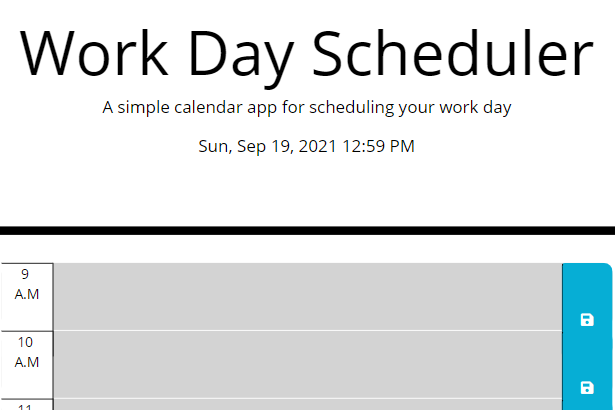 Work Day Scheduler
A simple calendar app for scheduling your work day
Sun, Sep 19, 2021 12:59 PM
9
A.M
10
A.M
11